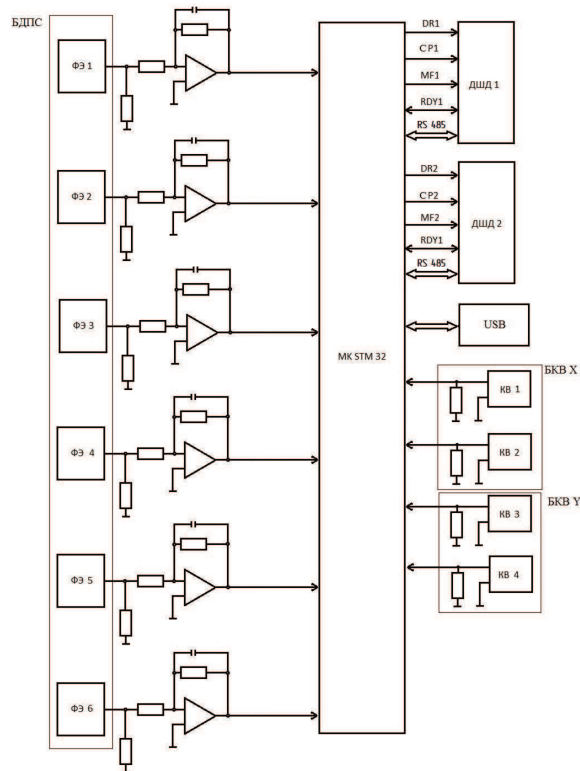 БДПС
ФЭ 1
ФЭ 2
ФЭ 3
ФЭ 4
ФЭ 5
ФЭ 6
МК STM 32
DR1
CP1
MF1
RDY1
RS 485
ДШД 1
DR2
CP2
MF2
RDY1
RS 485
ДШД 2
USB
БКВ X
КВ 1
КВ 2
БКВ Y
КВ 3
КВ 4